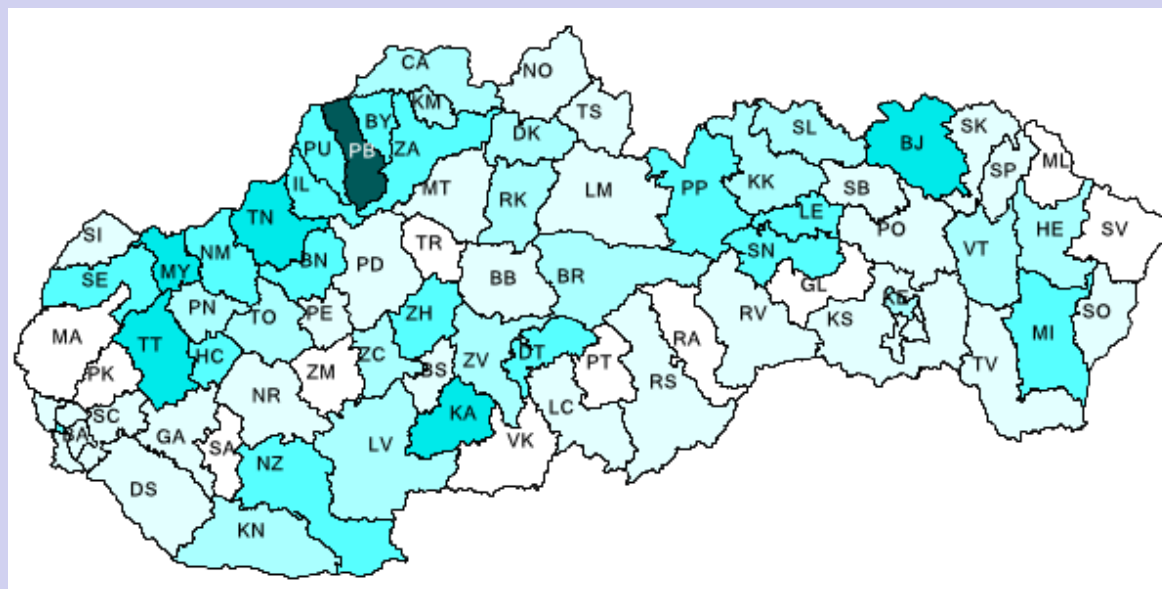 CA
NO
KM
TS
BY
DK
SL
SK
PU
PB
ZA
BJ
ML
IL
MT
RK
LM
PP
KK
SB
SP
TN
LE
SI
NM
TR
PO
HE
SV
SE
MY
BN
PD
BB
BR
SN
VT
GL
PN
TO
PE
ZH
KE
MA
TT
HC
ZC
ZV
DT
PT
RA
RV
KS
SO
MI
PK
ZM
BS
TV
NR
RS
SC
KA
LC
BA
GA
SA
LV
VK
NZ
DS
KN